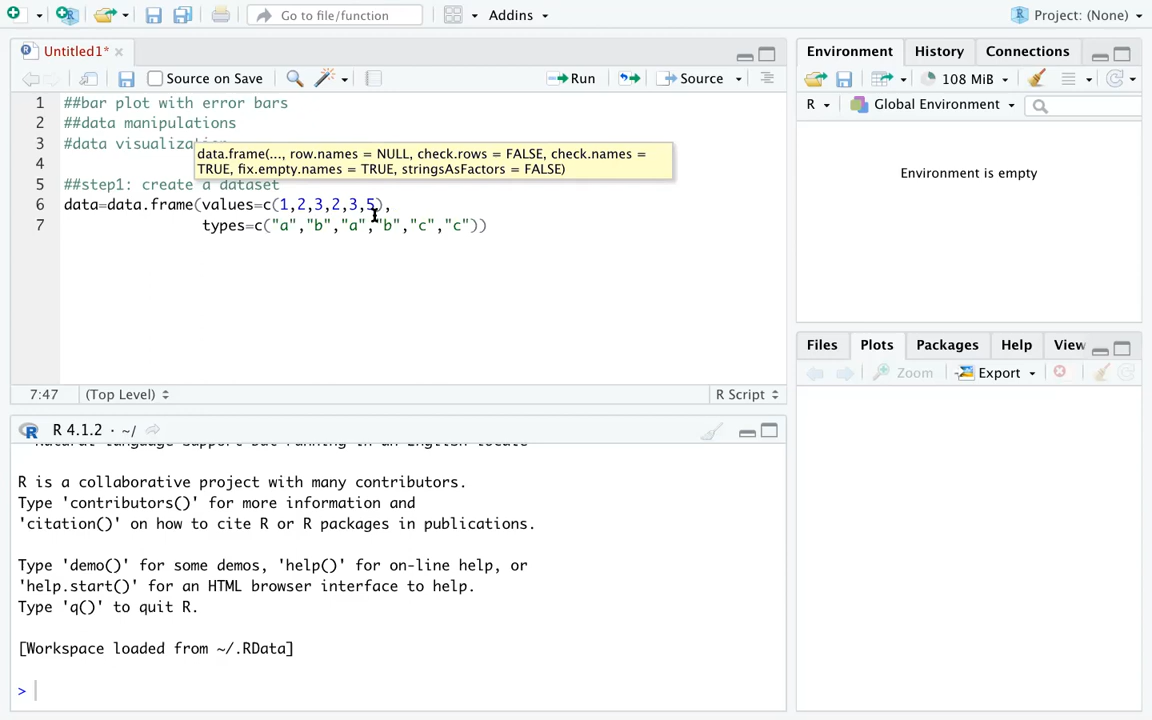 Go to file/function
Addins
Project: (None)
Untitled1*
Source on Save
Run
Source
1 ##bar plot with error bars
2 ##data manipulations
3 #data visualization
data.frame(..., row.names = NULL, check.rows = FALSE, check.names =
TRUE, fix.empty.names = TRUE, stringsAsFactors = FALSE)
4
5 ##step1: create a dataset
6 data=data.frame(values=c(1,2,3,2,3,5),
7 types=c("a","b","a","b","c","c"))
7:47 (Top Level) R Script
R 4.1.2 · ~/
R is a collaborative project with many contributors.
Type 'contributors()' for more information and
'citation()' on how to cite R or R packages in publications.
Type 'demo()' for some demos, 'help()' for on-line help, or
'help.start()' for an HTML browser interface to help.
Type 'q()' to quit R.
[Workspace loaded from ~/.RData]
>
Environment History Connections
108 MiB
R Global Environment
Environment is empty
Files Plots Packages Help View
Zoom Export